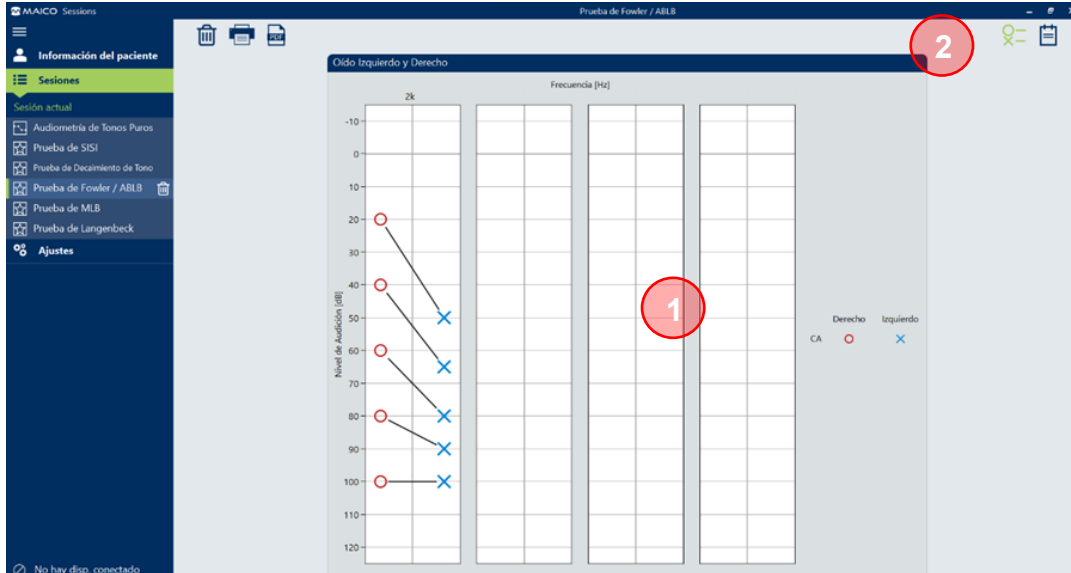 MAICO Sessions
Prueba de Fowler / ABLB
Información del paciente
Sesiones
Sesión actual
Audiometría de Tonos Puros
Prueba de SISI
Prueba de Decaimiento de Tono
Prueba de Fowler / ABLB
Prueba de MLB
Prueba de Langenbeck
Ajustes
No hay disp. conectado
PDF
2
Oído Izquierdo y Derecho
Frecuencia [Hz]
2k
Nivel de Audición [dB]
-10
0
10
20
30
40
50
60
70
80
90
100
110
120
1
Derecho Izquierdo
CA